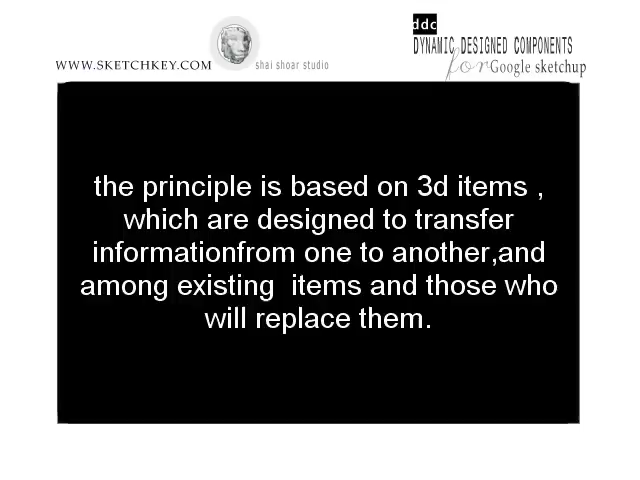 ddc
DYNAMIC DESIGNED COMPONENTS
WWW.SKETCHKEY.COM
shai shoar studio
for Google sketchup
the principle is based on 3d items ,
which are designed to transfer
informationfrom one to another,and
among existing  items and those who
will replace them.